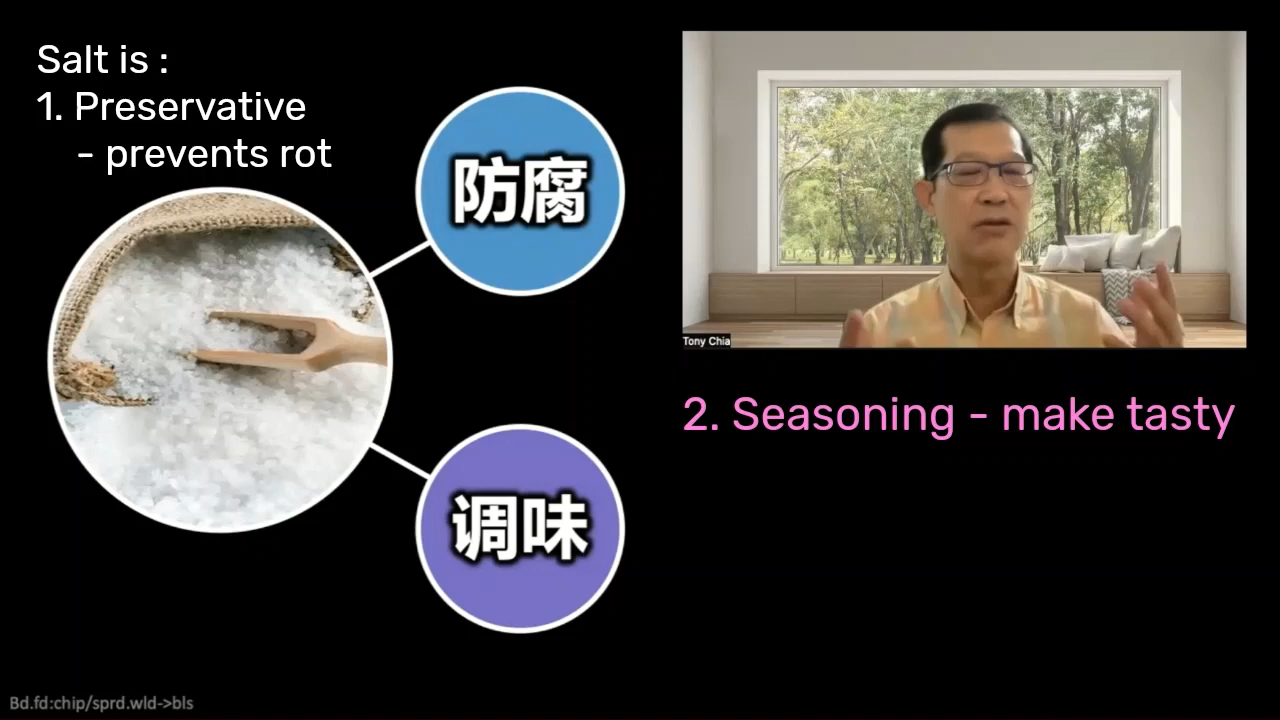 Salt is :
1. Preservative
- prevents rot
防腐
调味
Tony Chia
2. Seasoning - make tasty
Bd.fd:chip/sprd.wld->bls